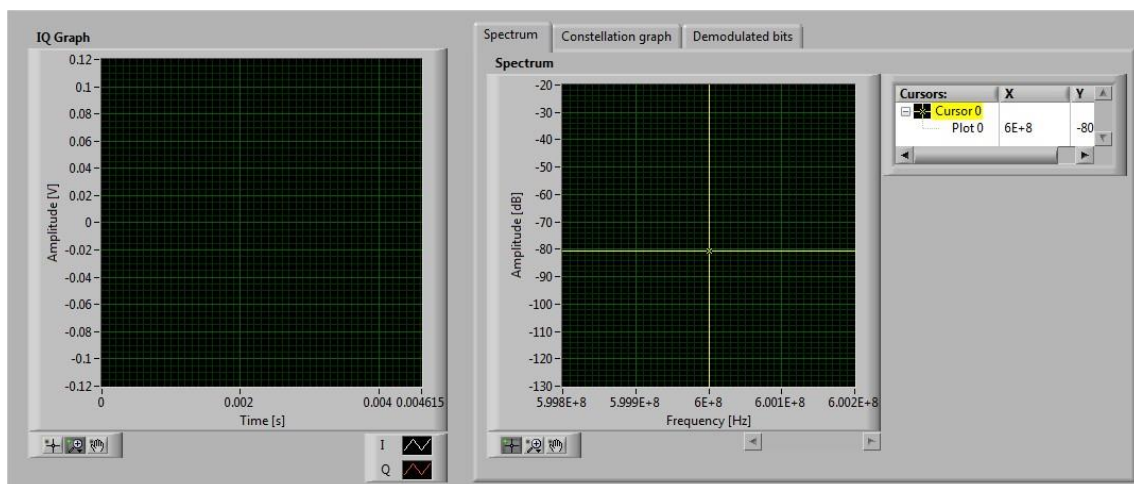 IQ Graph
0.12
0.1
0.08
0.06
0.04
0.02
0
-0.02
-0.04
-0.06
-0.08
-0.1
-0.12
Amplitude [V]
0 0.002 0.004 0.004615
Time [s]
I
Q
Spectrum Constellation graph Demodulated bits
Spectrum
-20
-30
-40
-50
-60
-70
-80
-90
-100
-110
-120
-130
Amplitude [dB]
5.998E+8 5.999E+8 6E+8 6.001E+8 6.002E+8
Frequency [Hz]
Cursors: X Y
Cursor 0
Plot 0 6E+8 -80